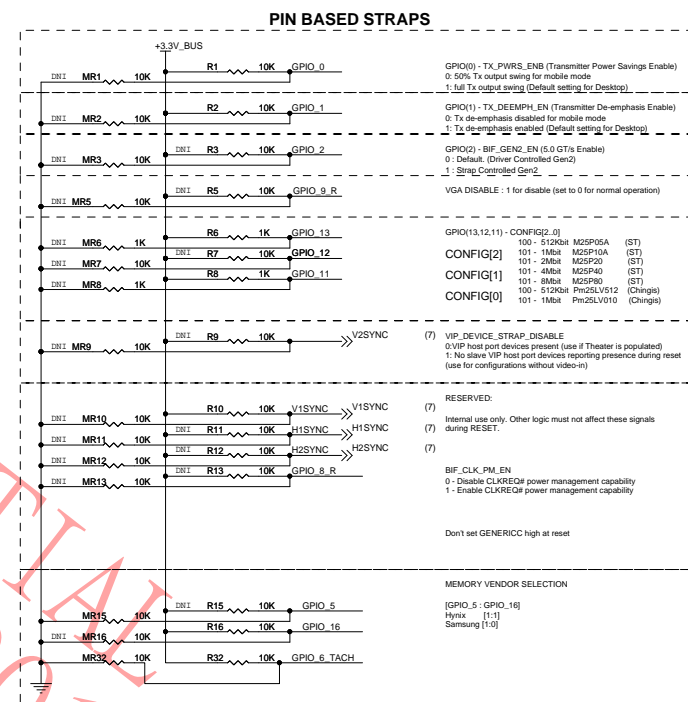 PIN BASED STRAPS
+3.3V_BUS
R1 10K GPIO_0
DNI MR1 10K
GPIO(0) - TX_PWRS_ENB (Transmitter Power Savings Enable)
0: 50% Tx output swing for mobile mode
1: full Tx output swing (Default setting for Desktop)
R2 10K GPIO_1
DNI MR2 10K
GPIO(1) - TX_DEEMPH_EN (Transmitter De-emphasis Enable)
0: Tx de-emphasis disabled for mobile mode
1: Tx de-emphasis enabled (Default setting for Desktop)
DNI R3 10K GPIO_2
DNI MR3 10K
GPIO(2) - BIF_GEN2_EN (5.0 GT/s Enable)
0 : Default. (Driver Controlled Gen2)
1 : Strap Controlled Gen2
DNI R5 10K GPIO_9_R
DNI MR5 10K
VGA DISABLE : 1 for disable (set to 0 for normal operation)
R6 1K GPIO_13
DNI MR6 1K
DNI R7 10K GPIO_12
DNI MR7 10K
R8 1K GPIO_11
DNI MR8 1K
GPIO(13,12,11) - CONFIG[2..0]
100 - 512Kbit M25P05A (ST)
CONFIG[2] 101 - 1Mbit M25P10A (ST)
101 - 2Mbit M25P20 (ST)
CONFIG[1] 101 - 4Mbit M25P40 (ST)
101 - 8Mbit M25P80 (ST)
CONFIG[0] 100 - 512Kbit Pm25LV512 (Chingis)
101 - 1Mbit Pm25LV010 (Chingis)
DNI R9 10K V2SYNC (7)
DNI MR9 10K
VIP_DEVICE_STRAP_DISABLE
0:VIP host port devices present (use if Theater is populated)
1: No slave VIP host port devices reporting presence during reset
(use for configurations without video-in)
R10 10K V1SYNC V1SYNC (7)
DNI MR10 10K
DNI R11 10K H1SYNC H1SYNC (7)
DNI MR11 10K
DNI R12 10K H2SYNC H2SYNC (7)
DNI MR12 10K
DNI R13 10K GPIO_8_R
DNI MR13 10K
RESERVED:
Internal use only. Other logic must not affect these signals
during RESET.
BIF_CLK_PM_EN
0 - Disable CLKREQ# power management capability
1 - Enable CLKREQ# power management capability
Don't set GENERICC high at reset
MEMORY VENDOR SELECTION
DNI R15 10K GPIO_5
MR15 10K
R16 10K GPIO_16
DNI MR16 10K
MR32 10K R32 10K GPIO_6_TACH
[GPIO_5 : GPIO_16]
Hynix [1:1]
Samsung [1:0]
TIAL